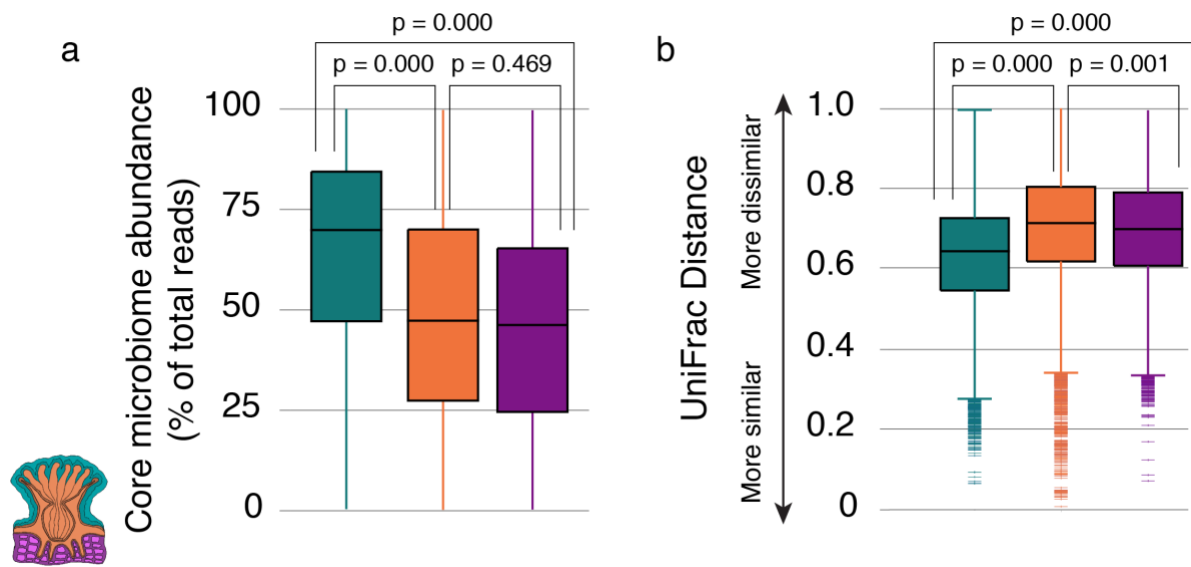 a
p = 0.000
p = 0.000
p = 0.469
Core microbiome abundance
(% of total reads)
100
75
50
25
0
b
p = 0.000
p = 0.000
p = 0.001
UniFrac Distance
More dissimilar
More similar
1.0
0.8
0.6
0.4
0.2
0